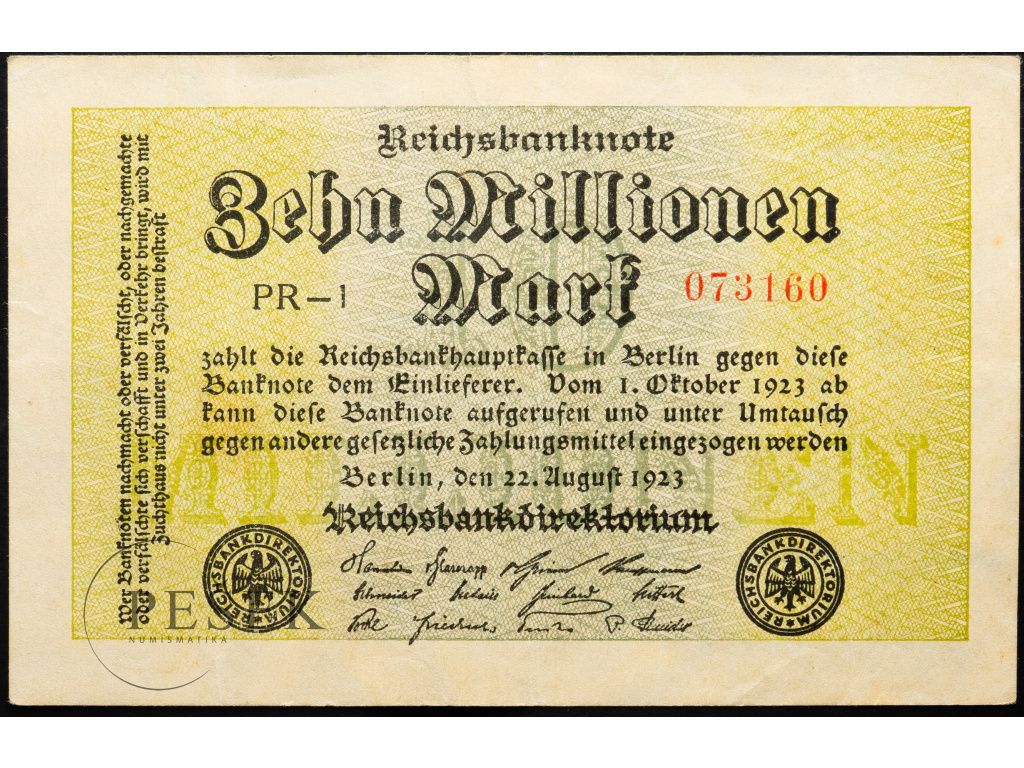 Reichsbanknote
Zehn Millionen
Mark
PR-1
073160
zahlt die Reichsbankhauptkasse in Berlin gegen diese
Banknote dem Einlieferer. Vom 1. Oktober 1923 ab
kann diese Banknote aufgerufen und unter Umtausch
gegen andere gesetzliche Zahlungsmittel eingezogen werden
Berlin, den 22. August 1923
Reichsbankdirektorium
Wer Banknoten nachmacht oder verfälscht, oder nachgemachte
oder verfälschte sich verschafft und in Verkehr bringt, wird mit
Zuchthaus nicht unter zwei Jahren bestraft
REICHSBANKDIREKTORIUM
REICHSBANKDIREKTORIUM
PESEK
NUMISMATIKA